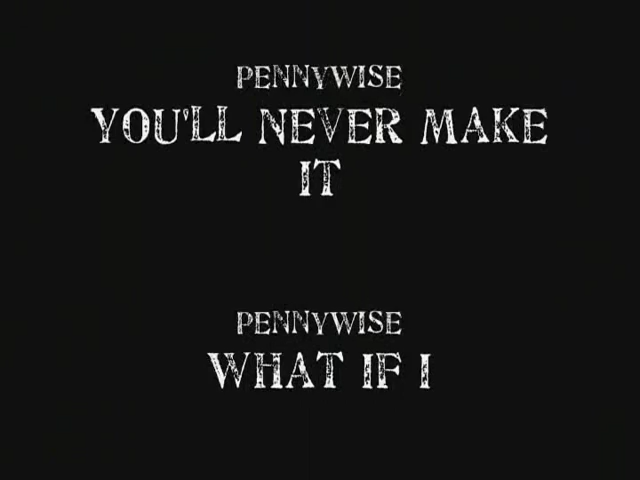 PENNYWISE
YOU'LL NEVER MAKE
IT
PENNYWISE
WHAT IF I